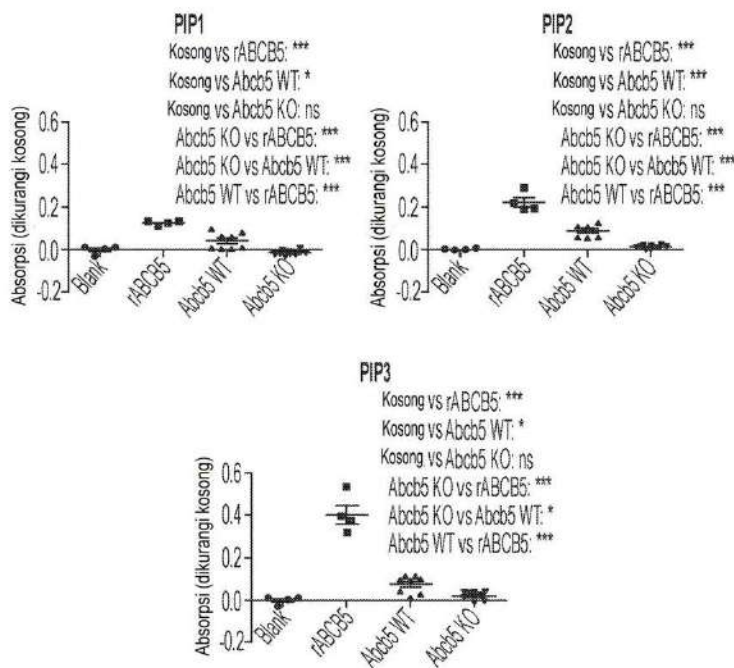 PIP1
Kosong vs rABCB5: ***
Kosong vs Abcb5 WT: *
Kosong vs Abcb5 KO: ns
Abcb5 KO vs rABCB5: ***
Abcb5 KO vs Abcb5 WT: ***
Abcb5 WT vs rABCB5: ***
Absorpsi (dikurangi kosong)
0.6
0.4
0.2
0.0
-0.2
Blank
rABCB5
Abcb5 WT
Abcb5 KO
PIP2
Kosong vs rABCB5: ***
Kosong vs Abcb5 WT: ***
Kosong vs Abcb5 KO: ns
Abcb5 KO vs rABCB5: ***
Abcb5 KO vs Abcb5 WT: ***
Abcb5 WT vs rABCB5: ***
Absorpsi (dikurangi kosong)
0.6
0.4
0.2
0.0
-0.2
Blank
rABCB5
Abcb5 WT
Abcb5 KO
PIP3
Kosong vs rABCB5: ***
Kosong vs Abcb5 WT: *
Kosong vs Abcb5 KO: ns
Abcb5 KO vs rABCB5: ***
Abcb5 KO vs Abcb5 WT: *
Abcb5 WT vs rABCB5: ***
Absorpsi (dikurangi kosong)
0.6
0.4
0.2
0.0
-0.2
Blank
rABCB5
Abcb5 WT
Abcb5 KO